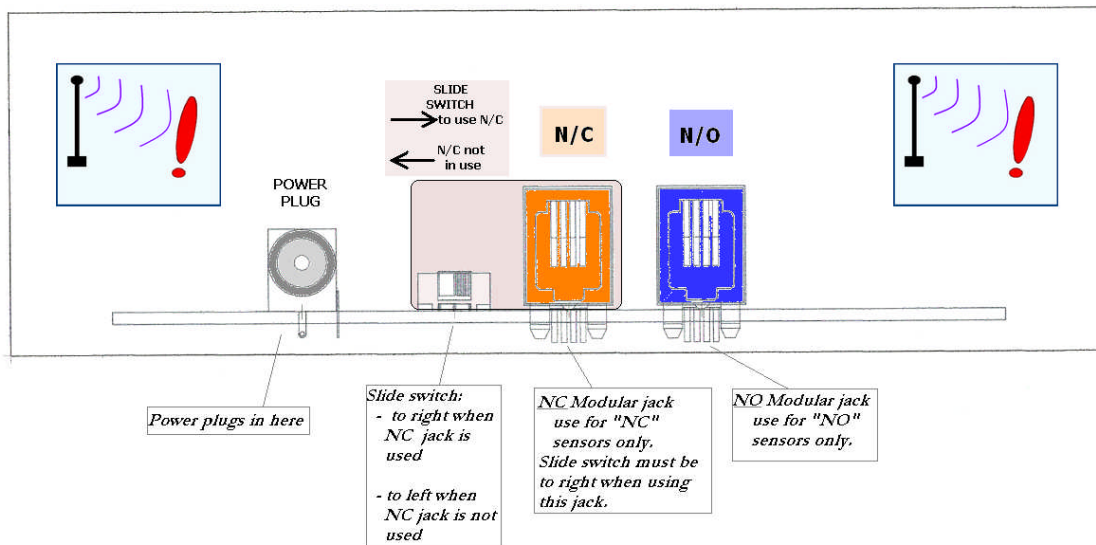 SLIDE
SWITCH
to use N/C
N/C not
in use
N/C
N/O
POWER
PLUG
Power plugs in here
Slide switch:
- to right when
NC jack is
used
- to left when
NC jack is not
used
NC Modular jack
use for "NC"
sensors only.
Slide switch must be
to right when using
this jack.
NO Modular jack
use for "NO"
sensors only.